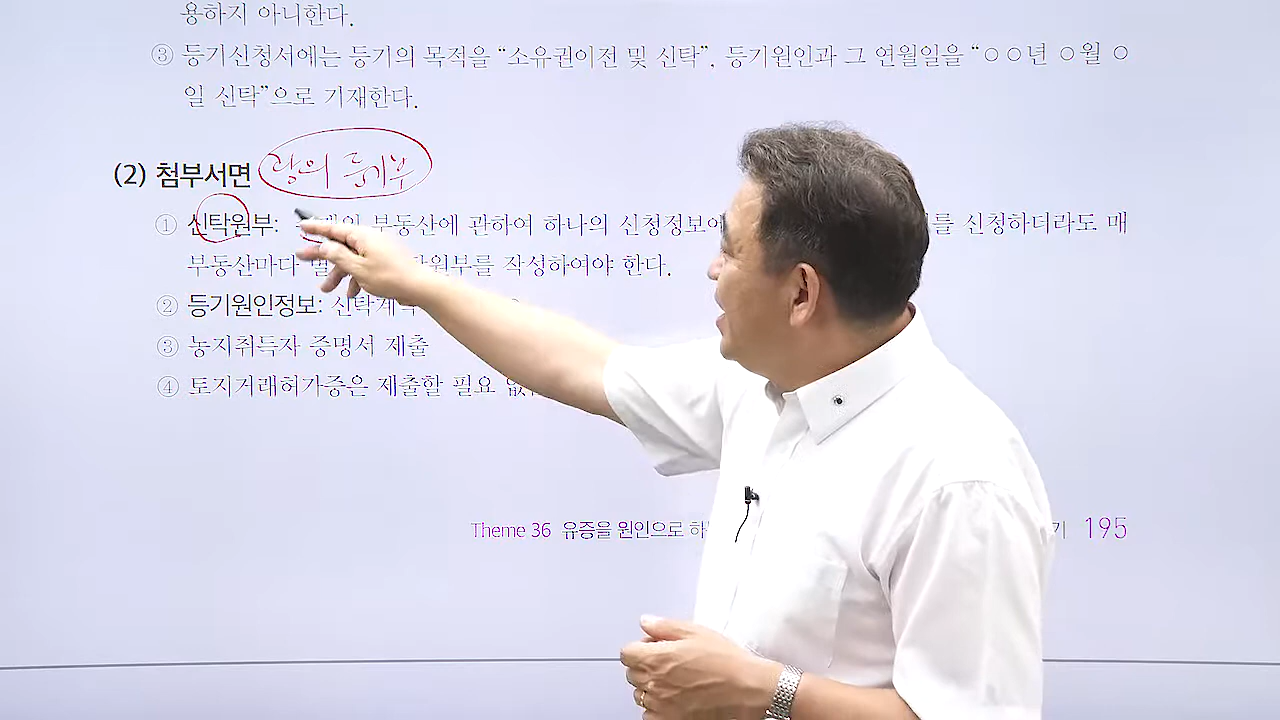 용하지 아니한다.
③ 등기신청서에는 등기의 목적을 “소유권이전 및 신탁”, 등기원인과 그 연월일을 “○○년 ○월 ○
일 신탁”으로 기재한다.
(2) 첨부서면 광의 등기부
① 신탁원부: 부동산에 관하여 하나의 신청정보에 신청하더라도 매
부동산마다 작성하여야 한다.
② 등기원인정보:
③ 농지취득자 증명서 제출
④ 토지거래허가증은 제출할 필요
Theme 36 유증을 원인으로 195